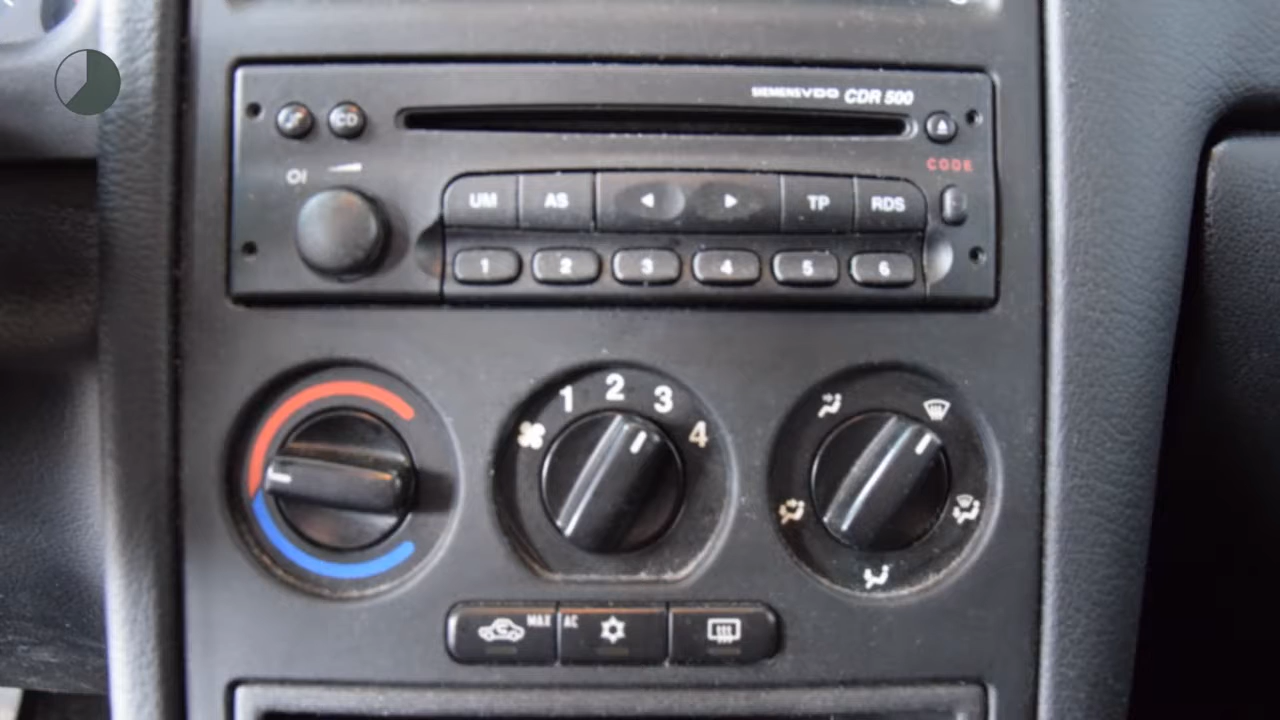 SIEMENS VDO CDR 500
CD
CODE
UM AS TP RDS
1 2 3 4 5 6
1 2 3 4
MAX AC